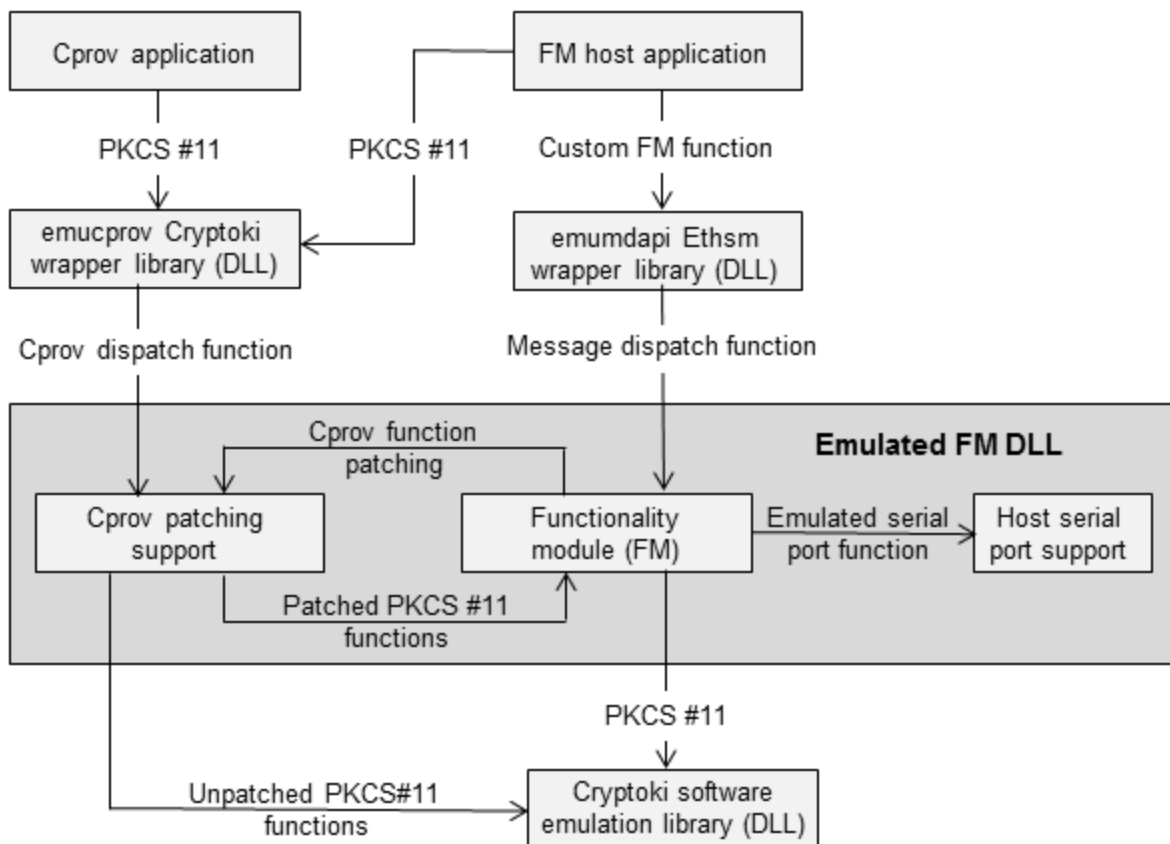 Cprov application
FM host application
PKCS #11
PKCS #11
Custom FM function
emucprov Cryptoki
wrapper library (DLL)
emumdapi Ethsm
wrapper library (DLL)
Cprov dispatch function
Message dispatch function
Cprov function
patching
Emulated FM DLL
Cprov patching
support
Functionality
module (FM)
Emulated serial
port function
Host serial
port support
Patched PKCS #11
functions
PKCS #11
Unpatched PKCS#11
functions
Cryptoki software
emulation library (DLL)